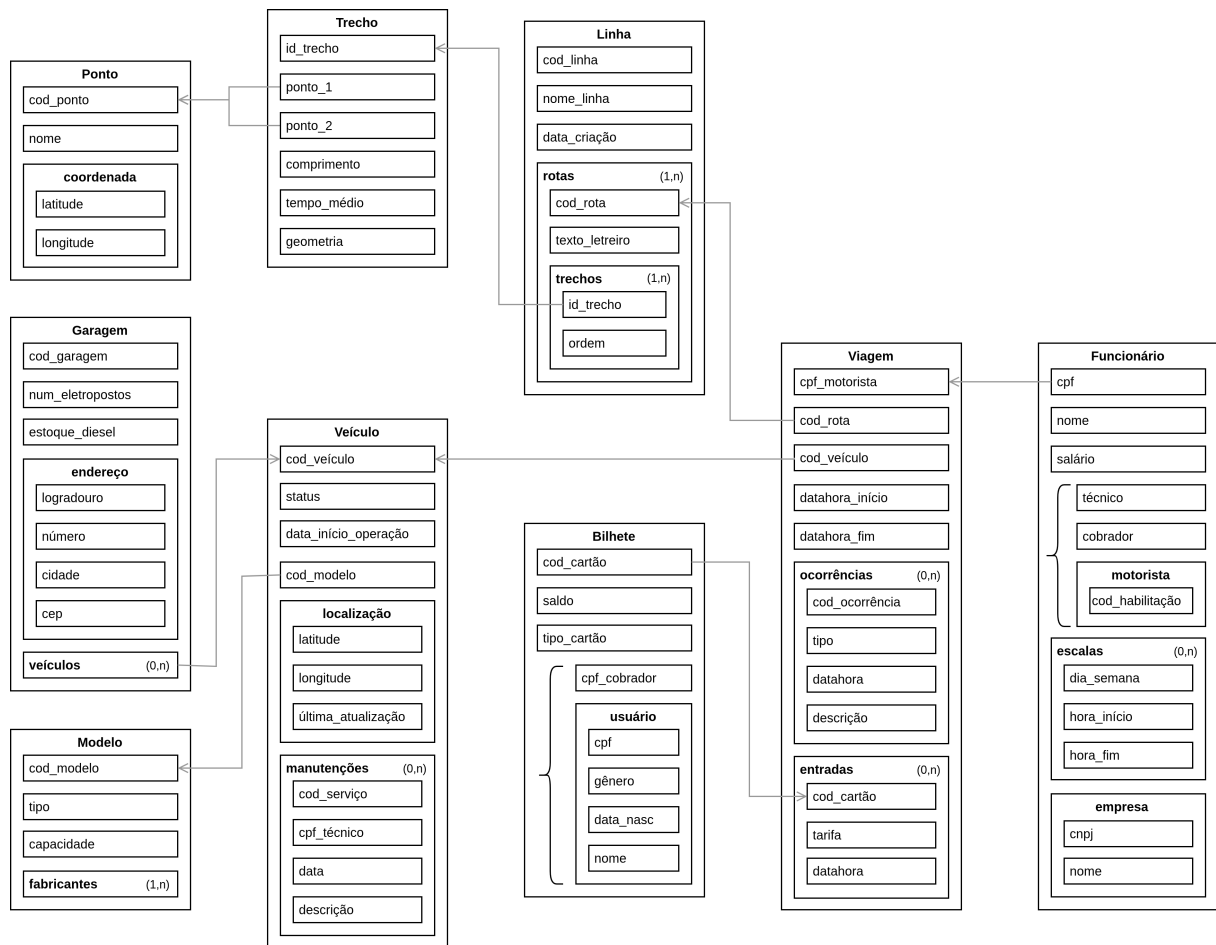 Ponto
cod_ponto
nome
coordenada
latitude
longitude
Trecho
id_trecho
ponto_1
ponto_2
comprimento
tempo_médio
geometria
Linha
cod_linha
nome_linha
data_criação
rotas (1,n)
cod_rota
texto_letreiro
trechos (1,n)
id_trecho
ordem
Garagem
cod_garagem
num_eletropostos
estoque_diesel
endereço
logradouro
número
cidade
cep
veículos (0,n)
Modelo
cod_modelo
tipo
capacidade
fabricantes (1,n)
Veículo
cod_veículo
status
data_início_operação
cod_modelo
localização
latitude
longitude
última_atualização
manutenções (0,n)
cod_serviço
cpf_técnico
data
descrição
Bilhete
cod_cartão
saldo
tipo_cartão
cpf_cobrador
usuário
cpf
gênero
data_nasc
nome
Viagem
cpf_motorista
cod_rota
cod_veículo
datahora_início
datahora_fim
ocorrências (0,n)
cod_ocorrência
tipo
datahora
descrição
entradas (0,n)
cod_cartão
tarifa
datahora
Funcionário
cpf
nome
salário
técnico
cobrador
motorista
cod_habilitação
escalas (0,n)
dia_semana
hora_início
hora_fim
empresa
cnpj
nome